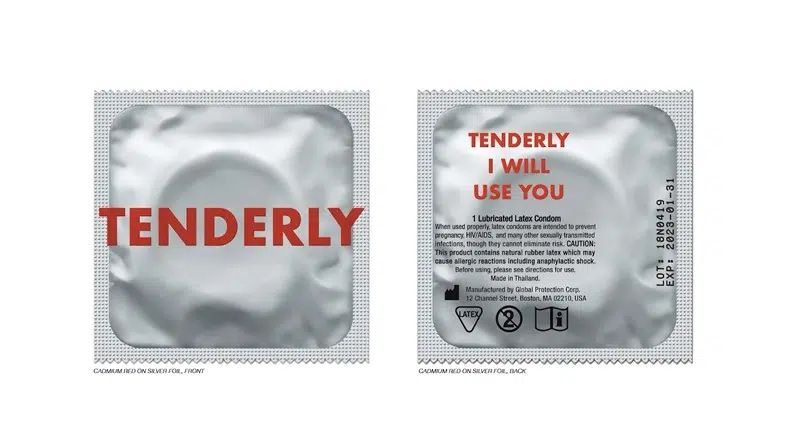 TENDERLY
CADMIUM RED ON SILVER FOIL, FRONT
TENDERLY
I WILL
USE YOU
1 Lubricated Latex Condom
When used properly, latex condoms are intended to prevent
pregnancy, HIV/AIDS, and many other sexually transmitted
infections, though they cannot eliminate risk. CAUTION:
This product contains natural rubber latex which may
cause allergic reactions including anaphylactic shock.
Before using, please see directions for use.
Made in Thailand.
Manufactured by Global Protection Corp.
12 Channel Street, Boston, MA 02210, USA
LATEX
2
i
LOT: 18N0419
EXP: 2023-01-31
CADMIUM RED ON SILVER FOIL, BACK